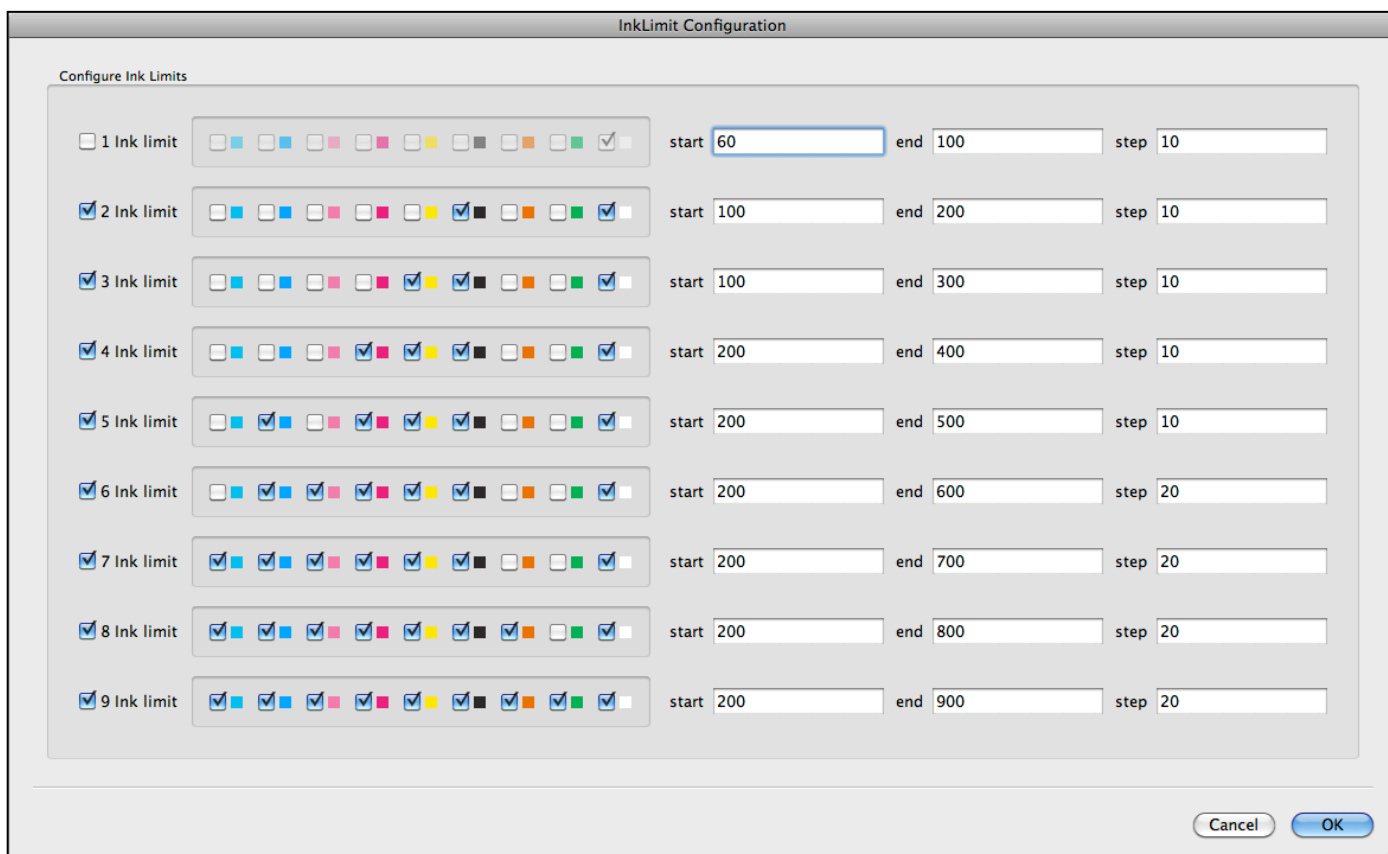 InkLimit Configuration
Configure Ink Limits
1 Ink limit start 60 end 100 step 10
2 Ink limit start 100 end 200 step 10
3 Ink limit start 100 end 300 step 10
4 Ink limit start 200 end 400 step 10
5 Ink limit start 200 end 500 step 10
6 Ink limit start 200 end 600 step 20
7 Ink limit start 200 end 700 step 20
8 Ink limit start 200 end 800 step 20
9 Ink limit start 200 end 900 step 20
Cancel OK